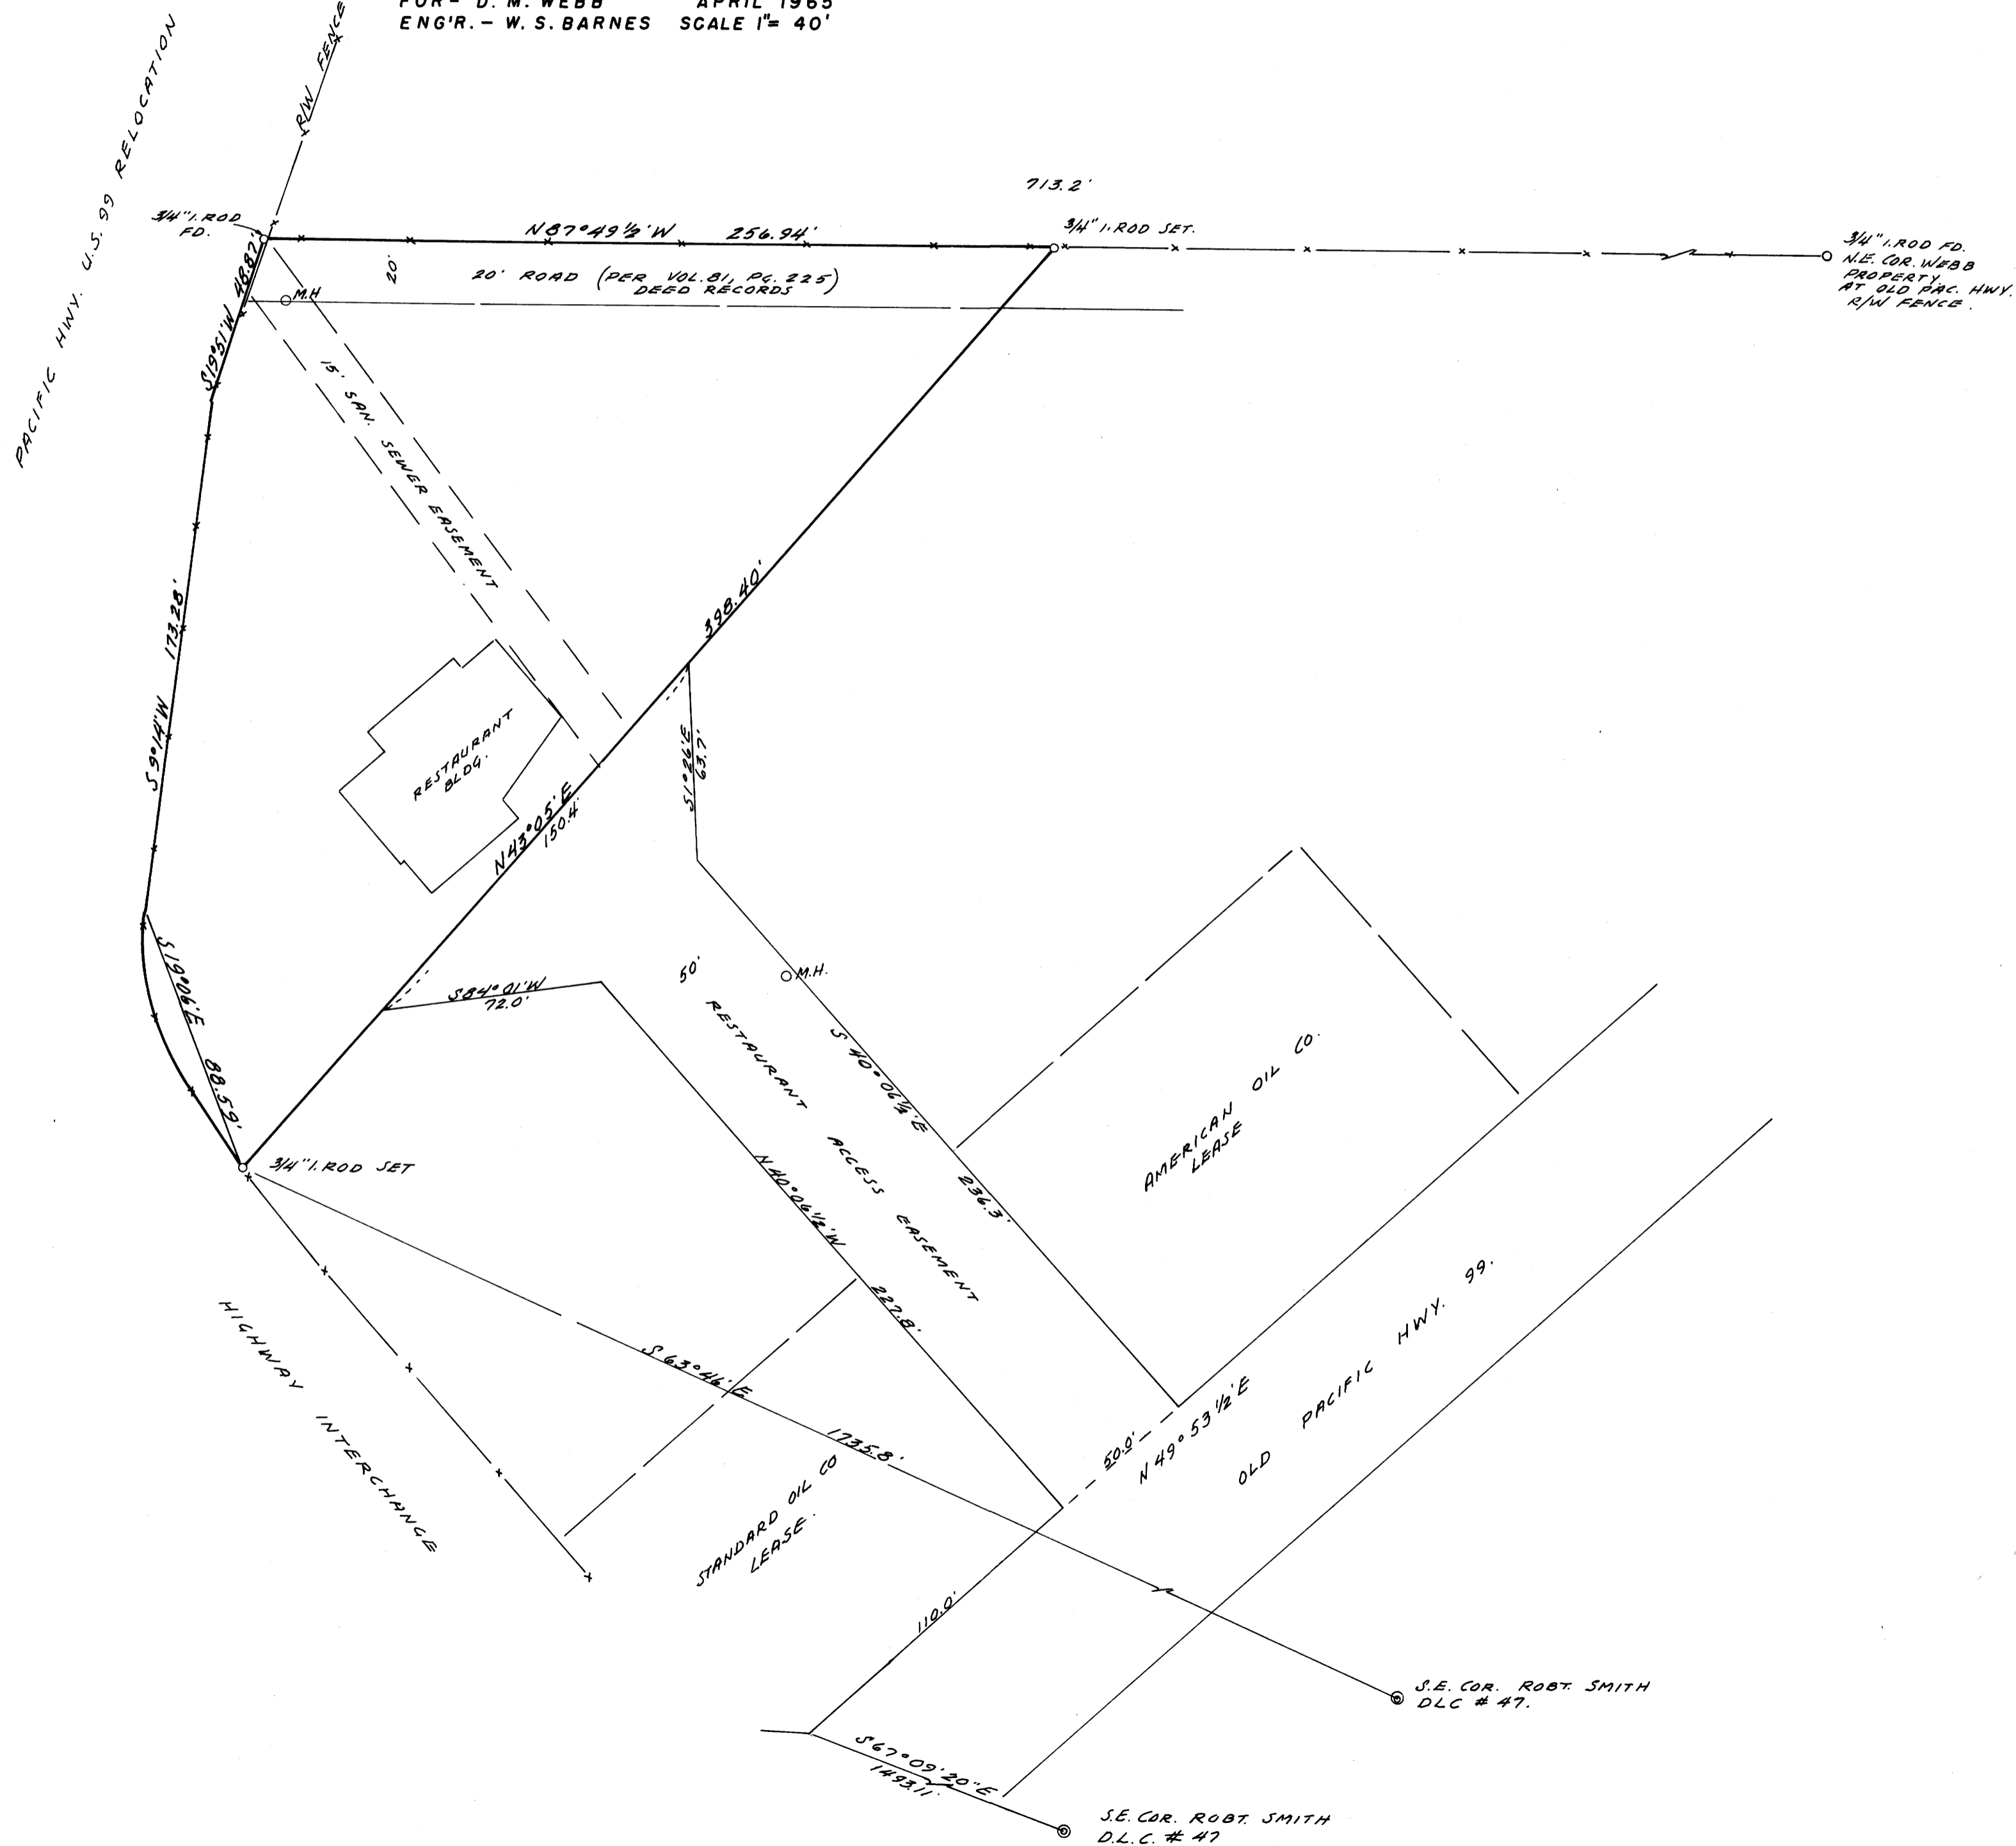 FOR - D. M. WEBB APRIL 1965
ENG'R. - W. S. BARNES SCALE 1"= 40'
PACIFIC HWY. U.S. 99 RELOCATION
R/W FENCE
713.2'
3/4" I. ROD
FD.
N87°49½'W 256.94'
3/4" I. ROD SET.
3/4" I. ROD FD.
N.E. COR. WEBB
PROPERTY
AT OLD PAC. HWY.
R/W FENCE.
20'
20' ROAD (PER VOL. 81, PG. 225)
DEED RECORDS
M.H
S19°51'W 48.87'
15' SAN. SEWER EASEMENT
398.40'
S9°14'W 173.28'
RESTAURANT
BLDG.
S1°26'E
63.7'
N43°05'E
150.4'
S19°06'E 88.59'
S84°01'W
72.0'
50' RESTAURANT ACCESS EASEMENT
M.H.
S 40°06½'E 236.3'
AMERICAN OIL CO.
LEASE
3/4" I. ROD SET
N40°06½'W 227.8'
HIGHWAY INTERCHANGE
S 63°46'E 1735.8'
OLD PACIFIC HWY. 99.
50.0'
N 49°53½'E
STANDARD OIL CO
LEASE.
110.0'
S.E. COR. ROBT. SMITH
DLC # 47.
S67°09'20"E
1493.11'
S.E. COR. ROBT. SMITH
D.L.C. # 47